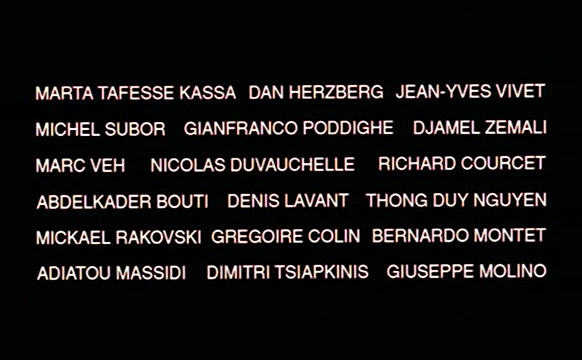 MARTA TAFESSE KASSA DAN HERZBERG JEAN-YVES VIVET
MICHEL SUBOR GIANFRANCO PODDIGHE DJAMEL ZEMALI
MARC VEH NICOLAS DUVAUCHELLE RICHARD COURCET
ABDELKADER BOUTI DENIS LAVANT THONG DUY NGUYEN
MICKAEL RAKOVSKI GREGOIRE COLIN BERNARDO MONTET
ADIATOU MASSIDI DIMITRI TSIAPKINIS GIUSEPPE MOLINO